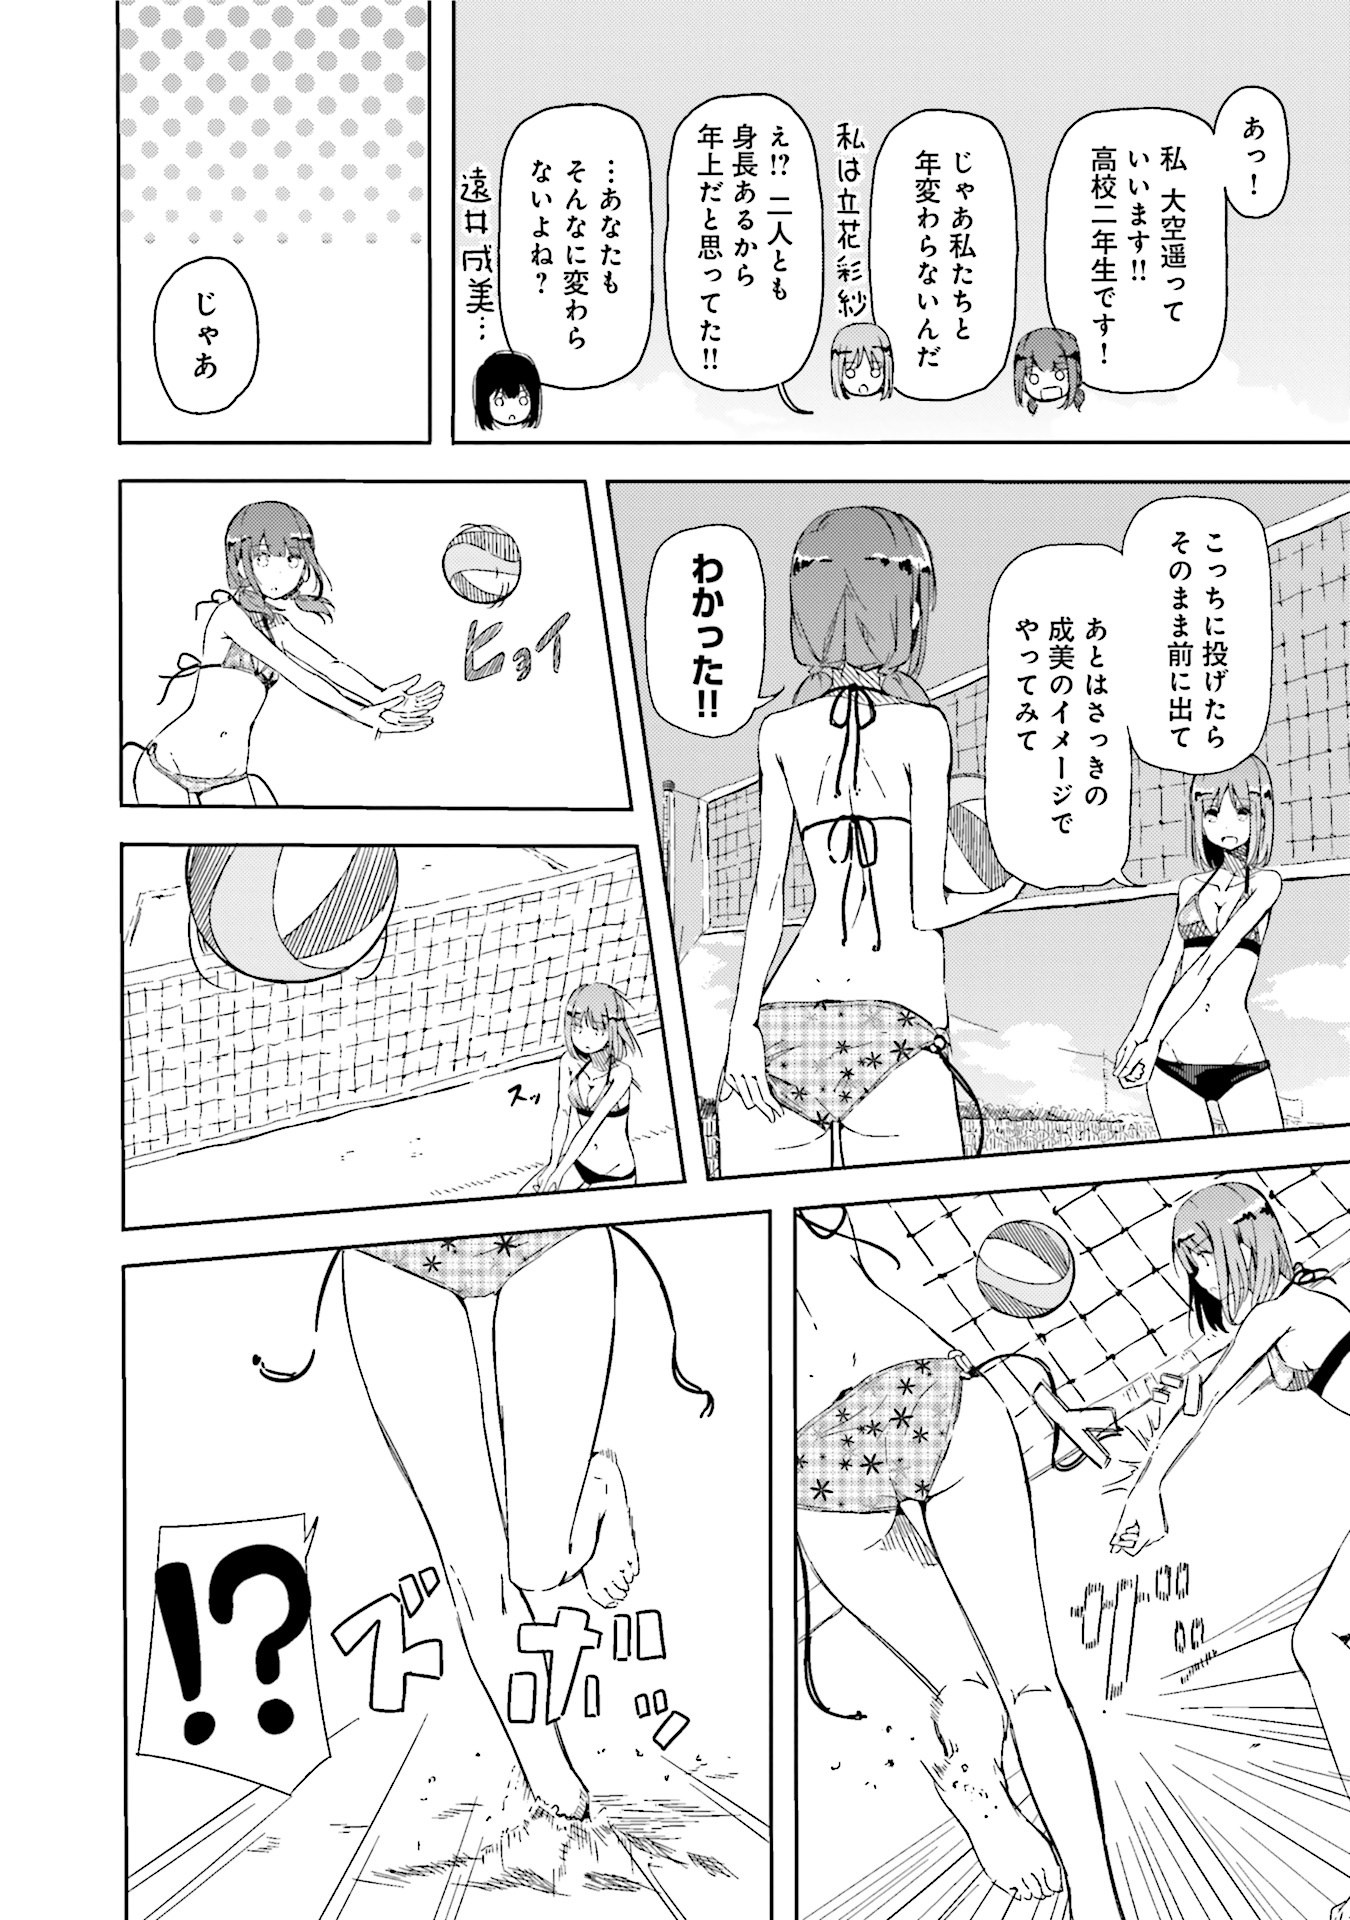 あっ！
私 大空遥って
いいます!!
高校二年生です！
じゃあ私たちと
年変わらないんだ
私は立花彩紗
え!? 二人とも
身長あるから
年上だと思ってた!!
…あなたも
そんなに変わら
ないよね？
遠井成美…
じゃあ
こっちに投げたら
そのまま前に出て
あとはさっきの
成美のイメージで
やってみて
わかった!!
ヒョイ
スッ
ザッ
ズボッ
!?